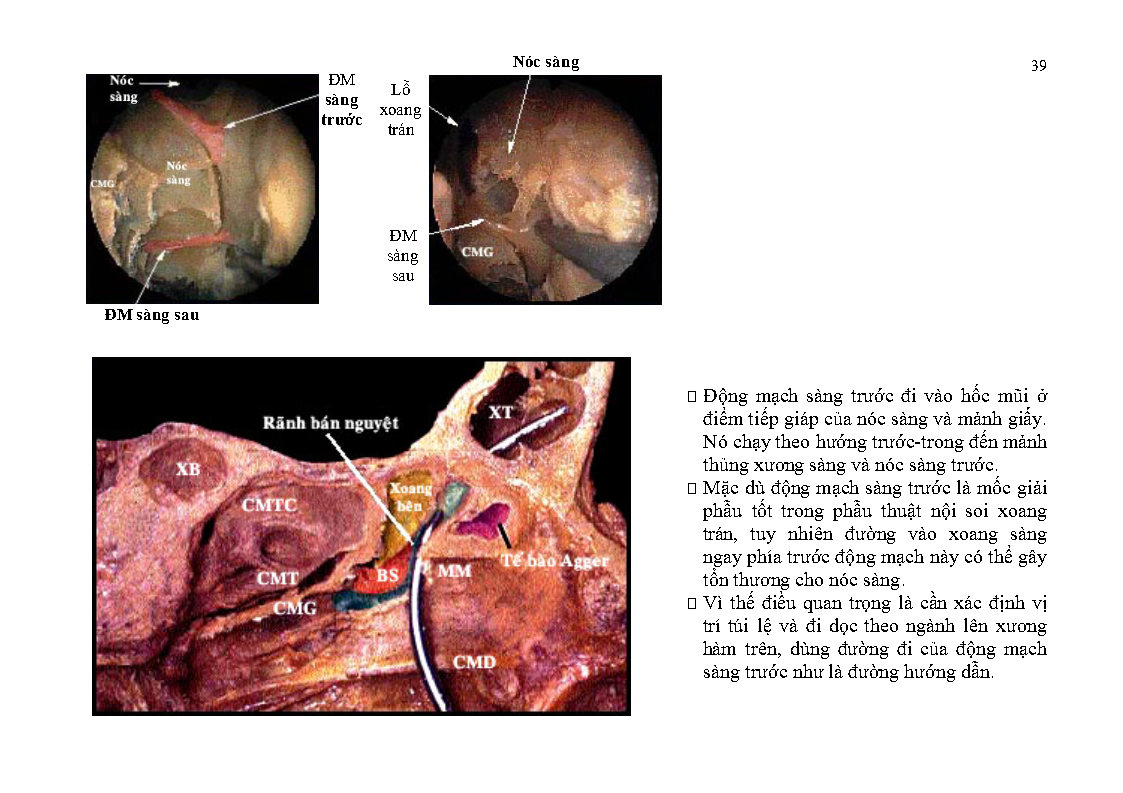 39
Nóc sàng
Nóc
sàng
ĐM
sàng
trước
Nóc
sàng
CMG
ĐM sàng sau
Lỗ
xoang
trán
ĐM
sàng
sau
CMG
Rãnh bán nguyệt
XT
XB
CMTC
Xoang
bên
CMT
BS
MM
Tế bào Agger
CMG
CMD
Động mạch sàng trước đi vào hốc mũi ở
điểm tiếp giáp của nóc sàng và mảnh giấy.
Nó chạy theo hướng trước-trong đến mảnh
thủng xương sàng và nóc sàng trước.
Mặc dù động mạch sàng trước là mốc giải
phẫu tốt trong phẫu thuật nội soi xoang
trán, tuy nhiên đường vào xoang sàng
ngay phía trước động mạch này có thể gây
tổn thương cho nóc sàng.
Vì thế điều quan trọng là cần xác định vị
trí túi lệ và đi dọc theo ngành lên xương
hàm trên, dùng đường đi của động mạch
sàng trước như là đường hướng dẫn.